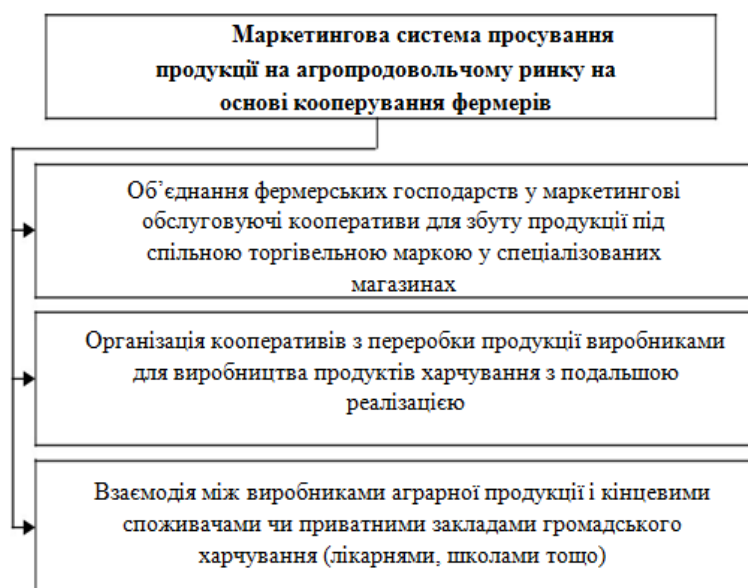 Маркетингова система просування
продукції на агропродовольчому ринку на
основі кооперування фермерів
Об’єднання фермерських господарств у маркетингові
обслуговуючі кооперативи для збуту продукції під
спільною торгівельною маркою у спеціалізованих
магазинах
Організація кооперативів з переробки продукції виробниками
для виробництва продуктів харчування з подальшою
реалізацією
Взаємодія між виробниками аграрної продукції і кінцевими
споживачами чи приватними закладами громадського
харчування (лікарнями, школами тощо)